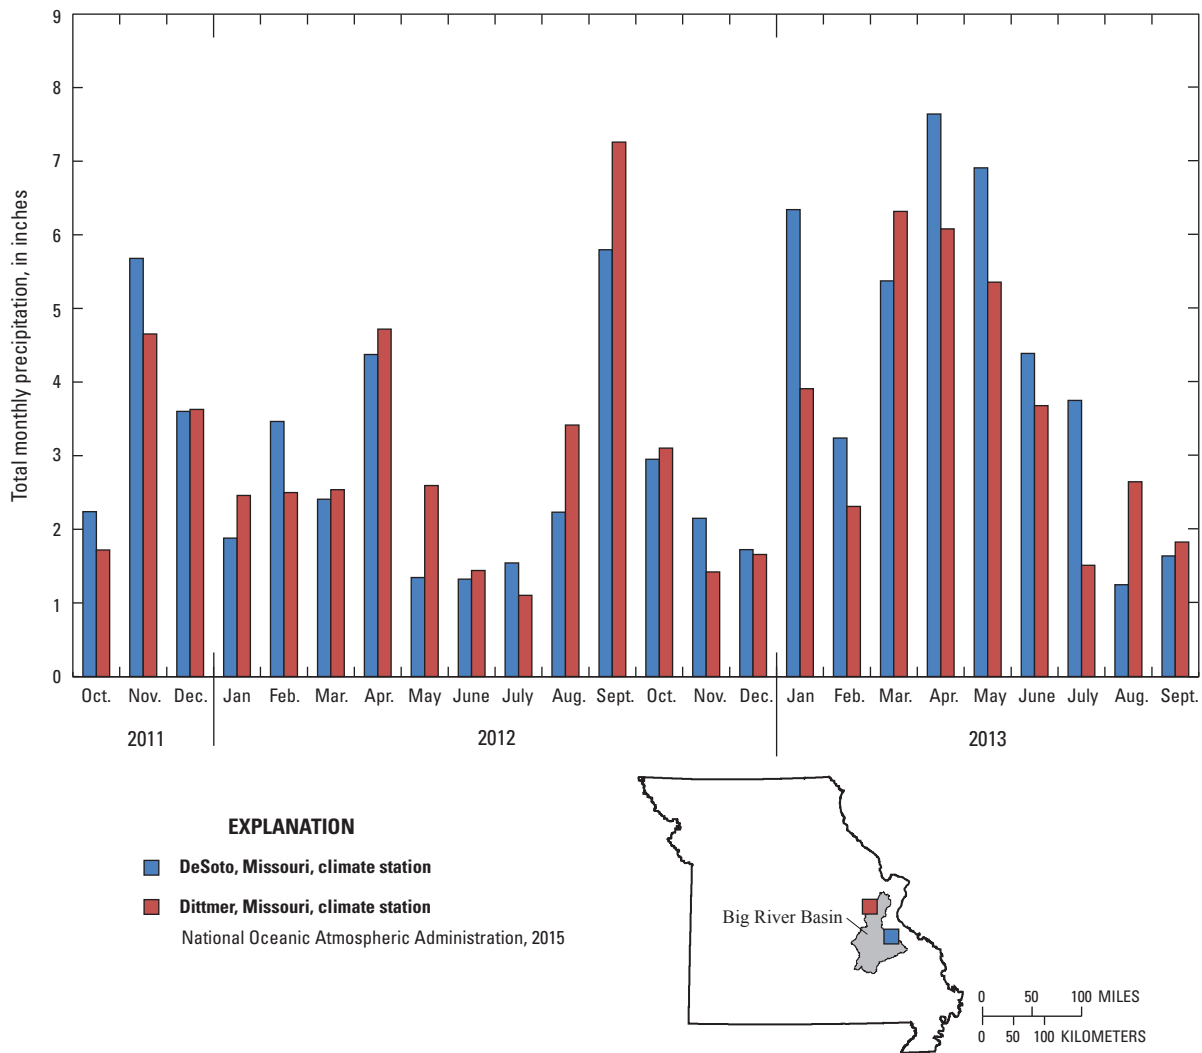 9
8
7
6
5
4
3
2
1
0
Total monthly precipitation, in inches
Oct. Nov. Dec. Jan Feb. Mar. Apr. May June July Aug. Sept. Oct. Nov. Dec. Jan Feb. Mar. Apr. May June July Aug. Sept.
2011 2012 2013
EXPLANATION
DeSoto, Missouri, climate station
Dittmer, Missouri, climate station
National Oceanic Atmospheric Administration, 2015
Big River Basin
0 50 100 MILES
0 50 100 KILOMETERS